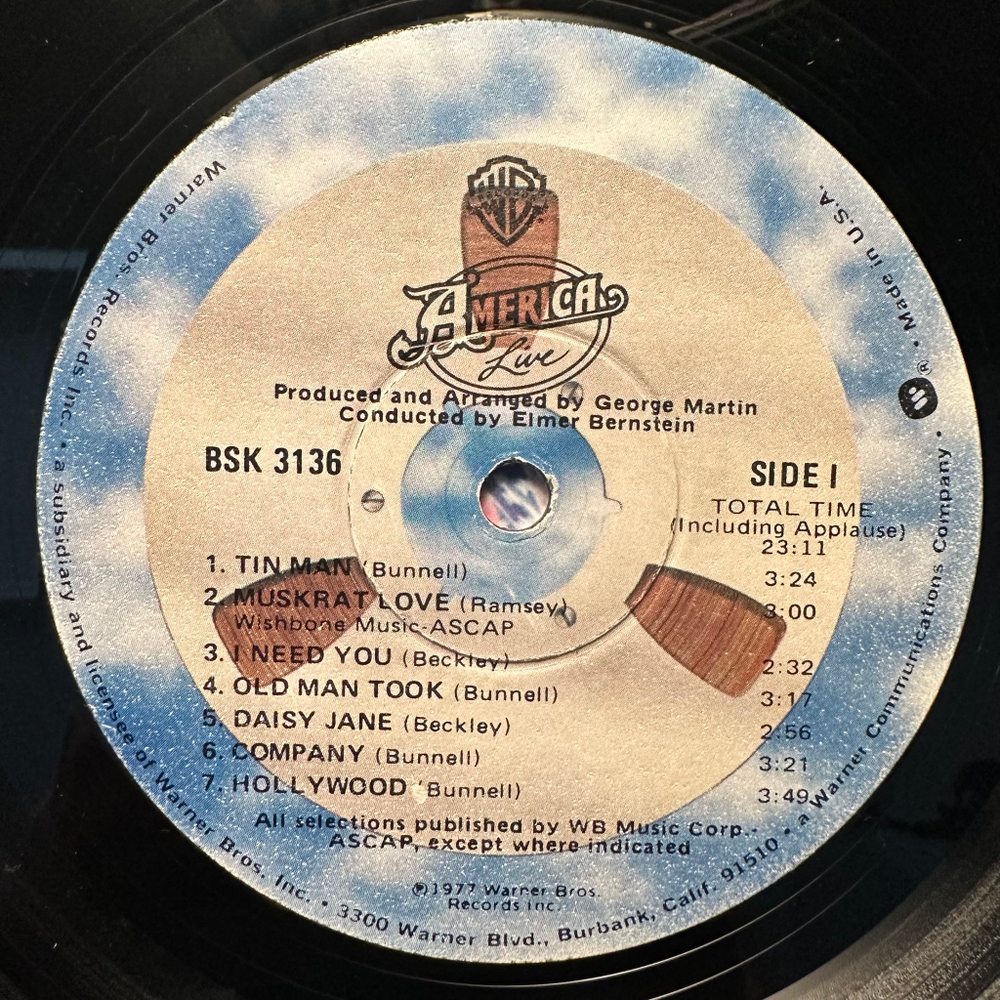 WB
RECORDS
AMERICA
Live
Produced and Arranged by George Martin
Conducted by Elmer Bernstein
BSK 3136
SIDE I
TOTAL TIME
(Including Applause)
23:11
1. TIN MAN (Bunnell) 3:24
2. MUSKRAT LOVE (Ramsey) 3:00
Wishbone Music-ASCAP
3. I NEED YOU (Beckley) 2:32
4. OLD MAN TOOK (Bunnell) 3:17
5. DAISY JANE (Beckley) 2:56
6. COMPANY (Bunnell) 3:21
7. HOLLYWOOD (Bunnell) 3:49
All selections published by WB Music Corp.-
ASCAP, except where indicated
℗1977 Warner Bros.
Records Inc.
Warner Bros. Records Inc. • a subsidiary and licensee of Warner Bros. Inc. • 3300 Warner Blvd., Burbank, Calif. 91510 • a Warner Communications Company • ® • Made in U.S.A.